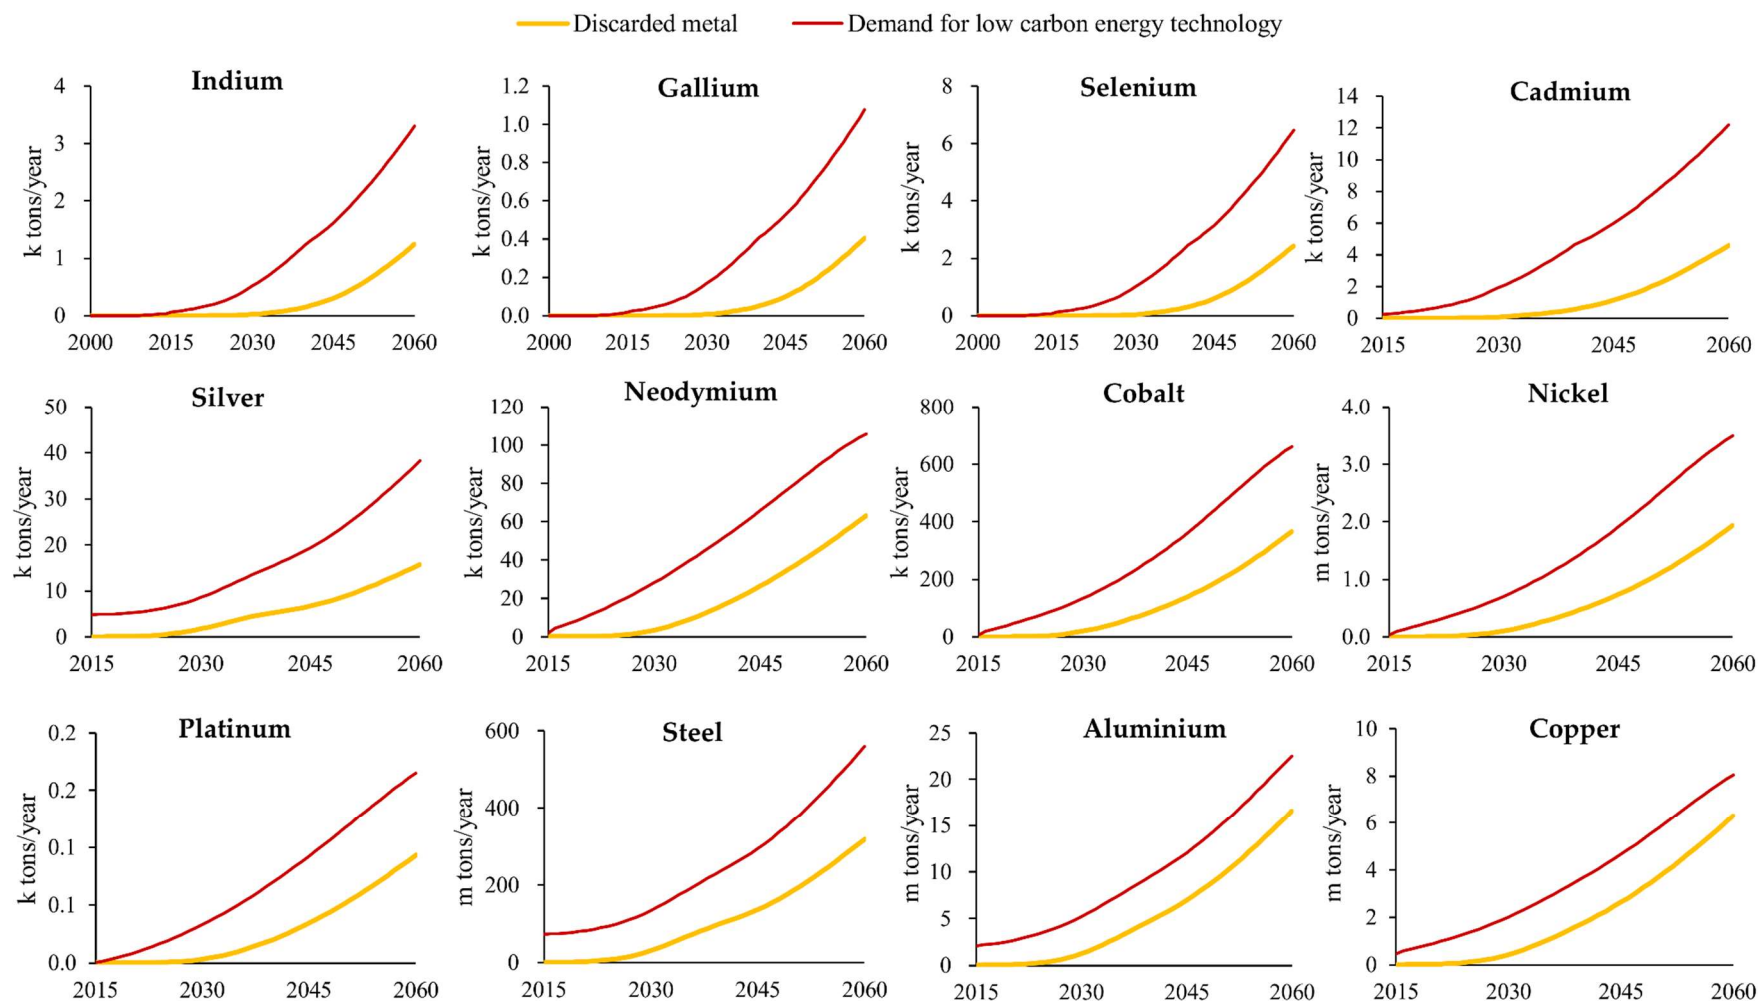 Discarded metal Demand for low carbon energy technology
Indium
k tons/year
4
3
2
1
0
2000 2015 2030 2045 2060
Gallium
k tons/year
1.2
1.0
0.8
0.6
0.4
0.2
0.0
2000 2015 2030 2045 2060
Selenium
k tons/year
8
6
4
2
0
2000 2015 2030 2045 2060
Cadmium
k tons/year
14
12
10
8
6
4
2
0
2015 2030 2045 2060
Silver
k tons/year
50
40
30
20
10
0
2015 2030 2045 2060
Neodymium
k tons/year
120
100
80
60
40
20
0
2015 2030 2045 2060
Cobalt
k tons/year
800
600
400
200
0
2015 2030 2045 2060
Nickel
m tons/year
4.0
3.0
2.0
1.0
0.0
2015 2030 2045 2060
Platinum
k tons/year
0.2
0.2
0.1
0.1
0.0
2015 2030 2045 2060
Steel
m tons/year
600
400
200
0
2015 2030 2045 2060
Aluminium
m tons/year
25
20
15
10
5
0
2015 2030 2045 2060
Copper
m tons/year
10
8
6
4
2
0
2015 2030 2045 2060